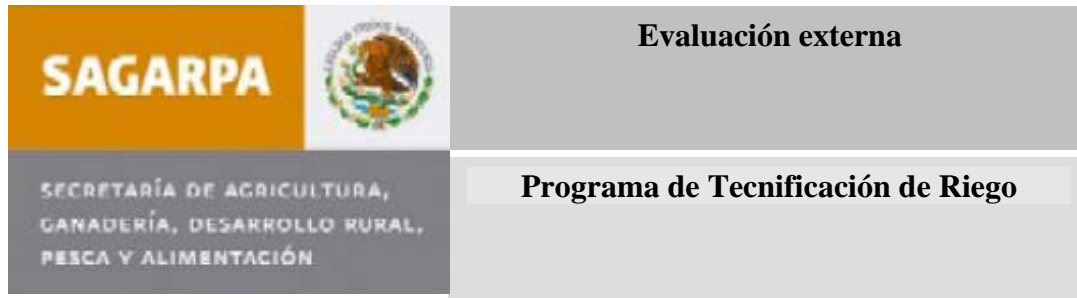 SAGARPA
SECRETARÍA DE AGRICULTURA,
GANADERÍA, DESARROLLO RURAL,
PESCA Y ALIMENTACIÓN
Evaluación externa
Programa de Tecnificación de Riego